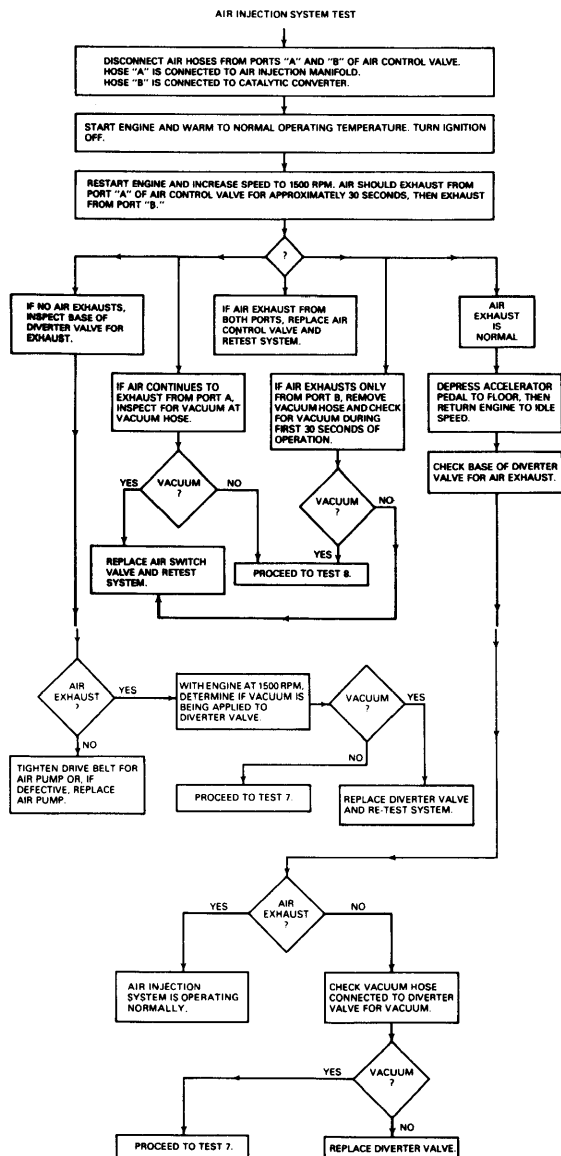 AIR INJECTION SYSTEM TEST
DISCONNECT AIR HOSES FROM PORTS "A" AND "B" OF AIR CONTROL VALVE.
HOSE "A" IS CONNECTED TO AIR INJECTION MANIFOLD.
HOSE "B" IS CONNECTED TO CATALYTIC CONVERTER.
START ENGINE AND WARM TO NORMAL OPERATING TEMPERATURE. TURN IGNITION
OFF.
RESTART ENGINE AND INCREASE SPEED TO 1500 RPM. AIR SHOULD EXHAUST FROM
PORT "A" OF AIR CONTROL VALVE FOR APPROXIMATELY 30 SECONDS, THEN EXHAUST
FROM PORT "B."
?
IF NO AIR EXHAUSTS,
INSPECT BASE OF
DIVERTER VALVE FOR
EXHAUST.
IF AIR EXHAUST FROM
BOTH PORTS, REPLACE AIR
CONTROL VALVE AND
RETEST SYSTEM.
AIR
EXHAUST
IS
NORMAL
IF AIR CONTINUES TO
EXHAUST FROM PORT A,
INSPECT FOR VACUUM AT
VACUUM HOSE.
IF AIR EXHAUSTS ONLY
FROM PORT B, REMOVE
VACUUM HOSE AND CHECK
FOR VACUUM DURING
FIRST 30 SECONDS OF
OPERATION.
DEPRESS ACCELERATOR
PEDAL TO FLOOR, THEN
RETURN ENGINE TO IDLE
SPEED.
CHECK BASE OF DIVERTER
VALVE FOR AIR EXHAUST.
YES
VACUUM
?
NO
VACUUM
?
NO
YES
REPLACE AIR SWITCH
VALVE AND RETEST
SYSTEM.
PROCEED TO TEST 8.
AIR
EXHAUST
?
YES
NO
WITH ENGINE AT 1500 RPM,
DETERMINE IF VACUUM IS
BEING APPLIED TO
DIVERTER VALVE.
VACUUM
?
YES
NO
TIGHTEN DRIVE BELT FOR
AIR PUMP OR, IF
DEFECTIVE, REPLACE
AIR PUMP.
PROCEED TO TEST 7.
REPLACE DIVERTER VALVE
AND RE-TEST SYSTEM.
YES
AIR
EXHAUST
?
NO
AIR INJECTION
SYSTEM IS OPERATING
NORMALLY.
CHECK VACUUM HOSE
CONNECTED TO DIVERTER
VALVE FOR VACUUM.
YES
VACUUM
?
NO
PROCEED TO TEST 7.
REPLACE DIVERTER VALVE.